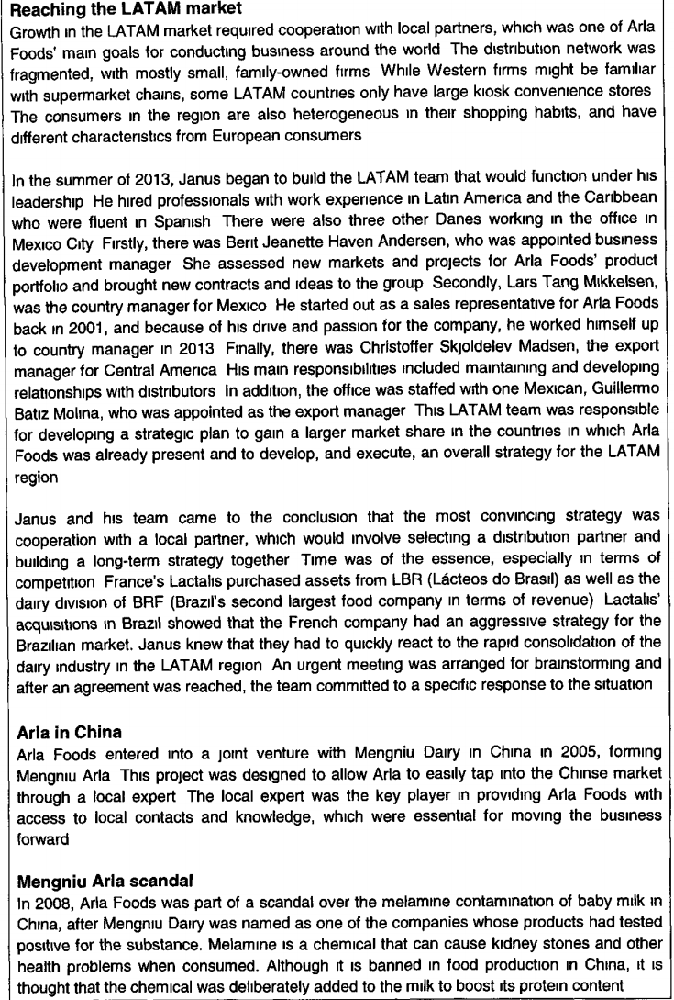 Reaching the LATAM market
Growth in the LATAM market required cooperation with local partners, which was one of Arla
Foods' main goals for conducting business around the world The distribution network was
fragmented, with mostly small, family-owned firms While Western firms might be familiar
with supermarket chains, some LATAM countries only have large kiosk convenience stores
The consumers in the region are also heterogeneous in their shopping habits, and have
different characteristics from European consumers
In the summer of 2013, Janus began to build the LATAM team that would function under his
leadership He hired professionals with work experience in Latin America and the Caribbean
who were fluent in Spanish There were also three other Danes working in the office in
Mexico City Firstly, there was Berit Jeanette Haven Andersen, who was appointed business
development manager She assessed new markets and projects for Arla Foods' product
portfolio and brought new contracts and ideas to the group Secondly, Lars Tang Mikkelsen,
was the country manager for Mexico He started out as a sales representative for Arla Foods
back in 2001, and because of his drive and passion for the company, he worked himself up
to country manager in 2013 Finally, there was Christoffer Skjoldelev Madsen, the export
manager for Central America His main responsibilities included maintaining and developing
relationships with distributors In addition, the office was staffed with one Mexican, Guillermo
Batiz Molina, who was appointed as the export manager This LATAM team was responsible
for developing a strategic plan to gain a larger market share in the countries in which Arla
Foods was already present and to develop, and execute, an overall strategy for the LATAM
region
Janus and his team came to the conclusion that the most convincing strategy was
cooperation with a local partner, which would involve selecting a distribution partner and
building a long-term strategy together Time was of the essence, especially in terms of
competition France's Lactalis purchased assets from LBR (Lácteos do Brasil) as well as the
dairy division of BRF (Brazil's second largest food company in terms of revenue) Lactalis'
acquisitions in Brazil showed that the French company had an aggressive strategy for the
Brazilian market. Janus knew that they had to quickly react to the rapid consolidation of the
dairy industry in the LATAM region An urgent meeting was arranged for brainstorming and
after an agreement was reached, the team committed to a specific response to the situation
Arla in China
Arla Foods entered into a joint venture with Mengniu Dairy in China in 2005, forming
Mengniu Arla This project was designed to allow Arla to easily tap into the Chinse market
through a local expert The local expert was the key player in providing Arla Foods with
access to local contacts and knowledge, which were essential for moving the business
forward
Mengniu Arla scandal
In 2008, Arla Foods was part of a scandal over the melamine contamination of baby milk in
China, after Mengniu Dairy was named as one of the companies whose products had tested
positive for the substance. Melamine is a chemical that can cause kidney stones and other
health problems when consumed. Although it is banned in food production in China, it is
thought that the chemical was deliberately added to the milk to boost its protein content